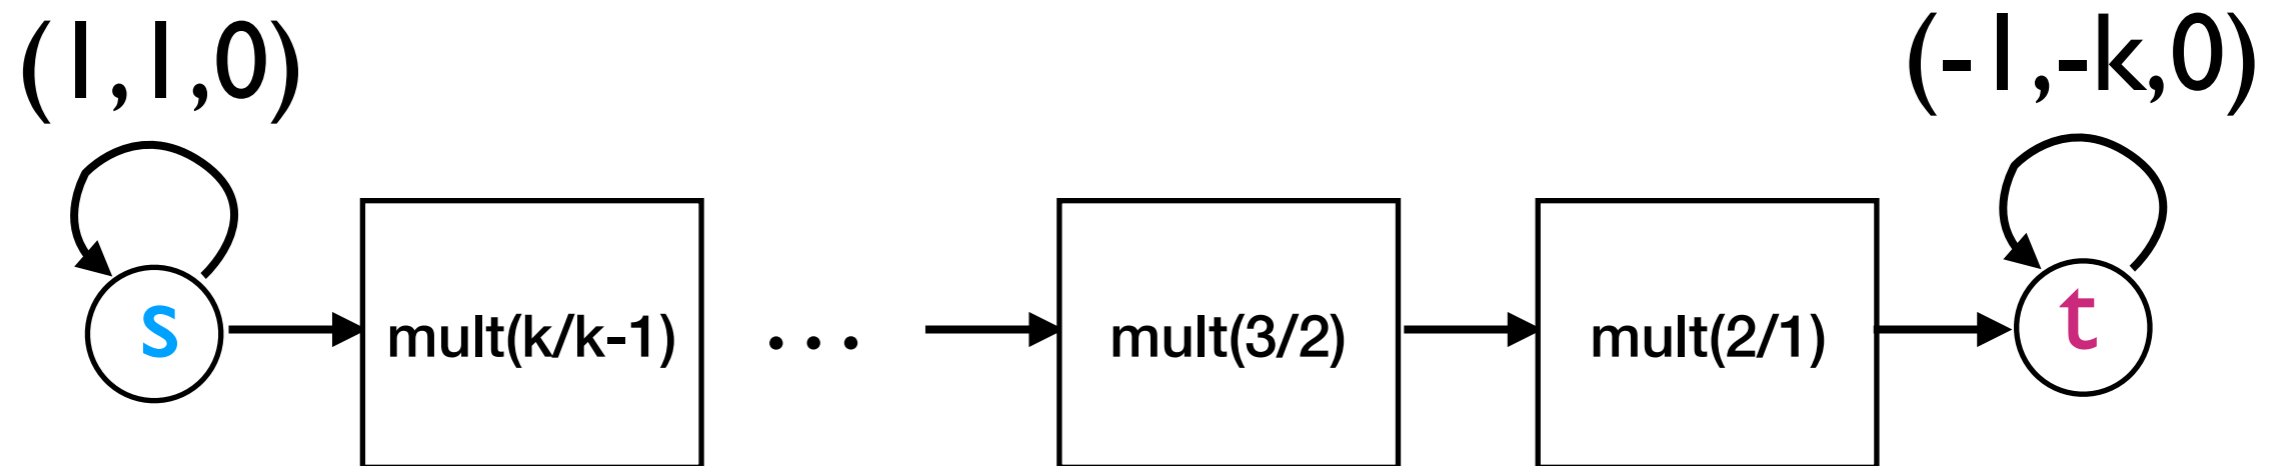 (1,1,0)
(-1,-k,0)
s
mult(k/k-1)
...
mult(3/2)
mult(2/1)
t